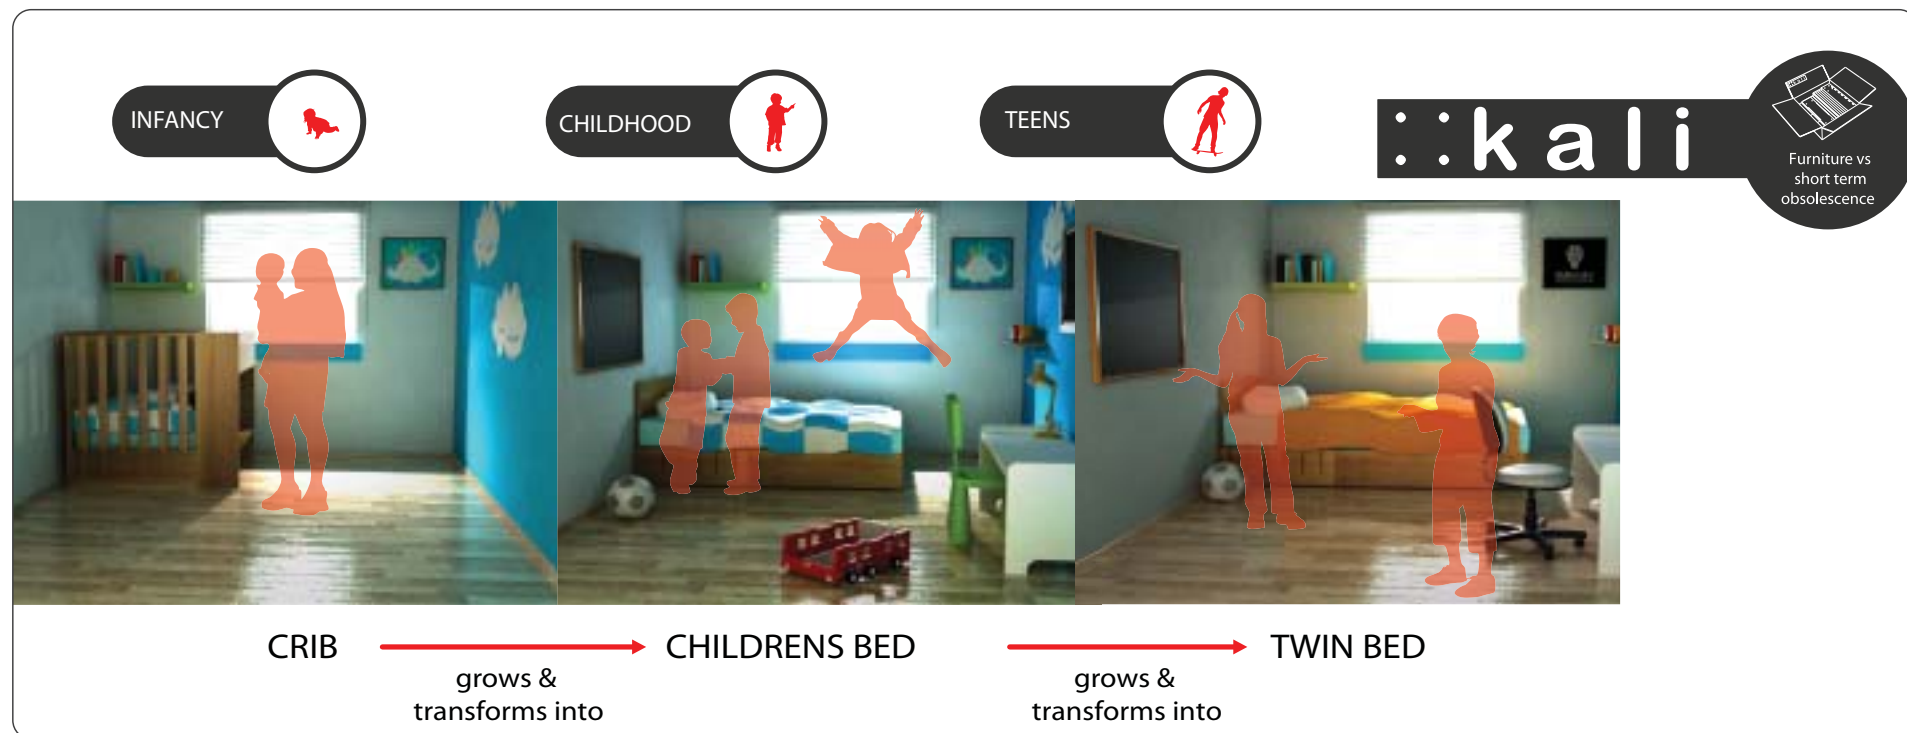 INFANCY
CHILDHOOD
TEENS
::kali
Furniture vs
short term
obsolescence
CRIB
grows &
transforms into
CHILDRENS BED
grows &
transforms into
TWIN BED